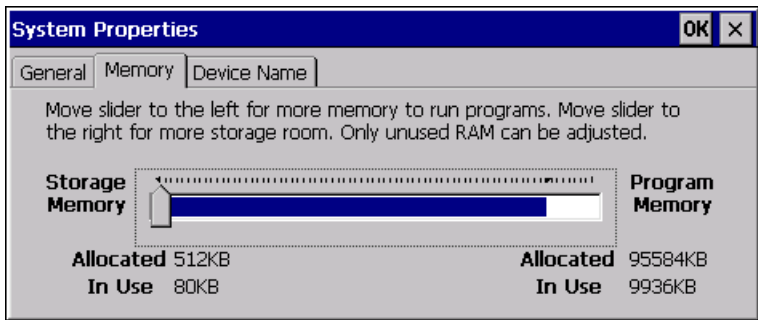 System Properties OK ×
General Memory Device Name
Move slider to the left for more memory to run programs. Move slider to
the right for more storage room. Only unused RAM can be adjusted.
Storage Memory
Program Memory
Allocated 512KB
In Use 80KB
Allocated 95584KB
In Use 9936KB